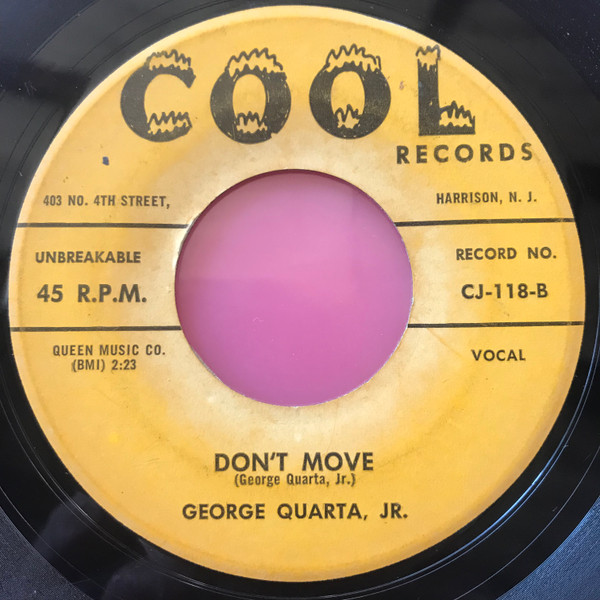 COOL
RECORDS
403 NO. 4TH STREET,
HARRISON, N. J.
UNBREAKABLE
45 R.P.M.
RECORD NO.
CJ-118-B
QUEEN MUSIC CO.
(BMI) 2:23
VOCAL
DON'T MOVE
(George Quarta, Jr.)
GEORGE QUARTA, JR.